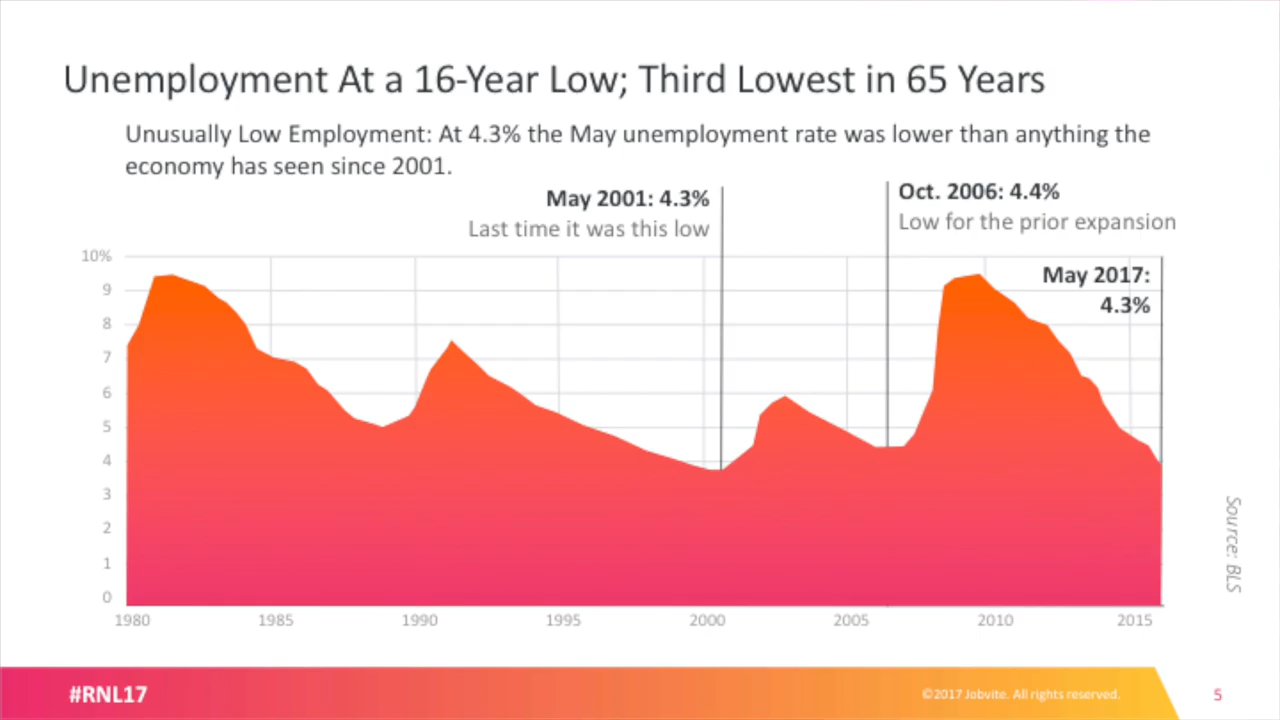 Unemployment At a 16-Year Low; Third Lowest in 65 Years
Unusually Low Employment: At 4.3% the May unemployment rate was lower than anything the
economy has seen since 2001.
May 2001: 4.3%
Last time it was this low
Oct. 2006: 4.4%
Low for the prior expansion
May 2017:
4.3%
10%
9
8
7
6
5
4
3
2
1
0
1980 1985 1990 1995 2000 2005 2010 2015
Source: BLS
#RNL17
©2017 Jobvite. All rights reserved.
5